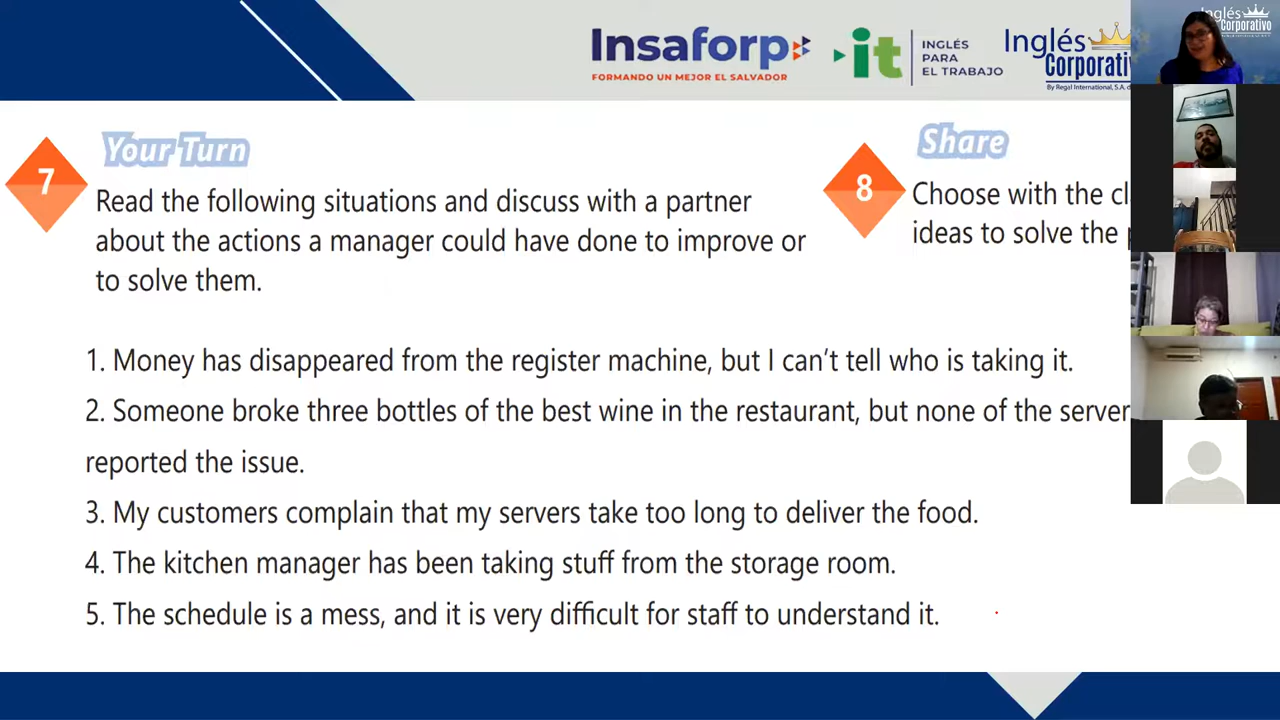 Insaforp
FORMANDO UN MEJOR EL SALVADOR
it
INGLÉS
PARA
EL TRABAJO
Inglés
Corporativ
By Regal International, S.A. d
Inglés
Corporativo
7
Your Turn
Read the following situations and discuss with a partner
about the actions a manager could have done to improve or
to solve them.
8
Share
Choose with the cl
ideas to solve the
1. Money has disappeared from the register machine, but I can’t tell who is taking it.
2. Someone broke three bottles of the best wine in the restaurant, but none of the server
reported the issue.
3. My customers complain that my servers take too long to deliver the food.
4. The kitchen manager has been taking stuff from the storage room.
5. The schedule is a mess, and it is very difficult for staff to understand it.